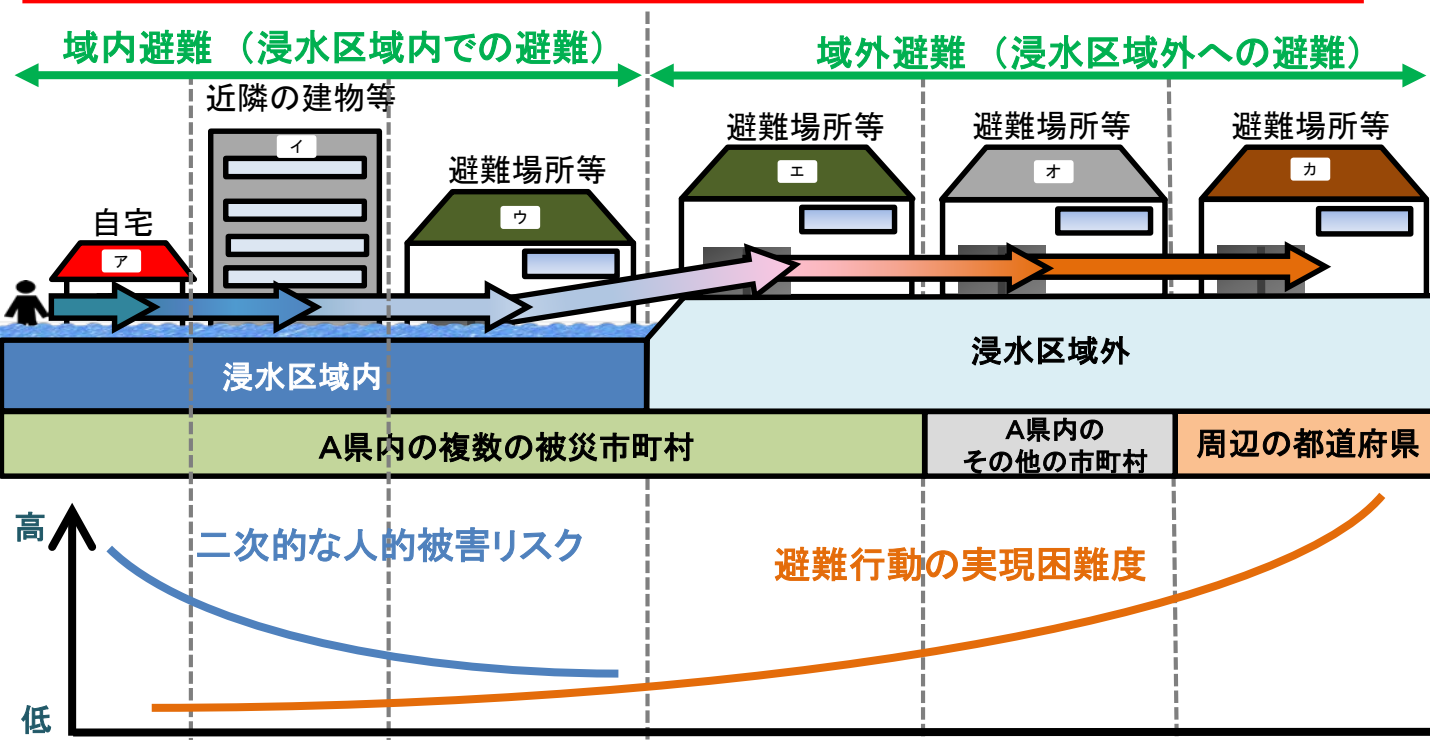 域内避難 （浸水区域内での避難）
域外避難 （浸水区域外への避難）
近隣の建物等
避難場所等
避難場所等
避難場所等
避難場所等
自宅
ア
イ
ウ
エ
オ
カ
浸水区域内
浸水区域外
A県内の複数の被災市町村
A県内の
その他の市町村
周辺の都道府県
高
二次的な人的被害リスク
避難行動の実現困難度
低